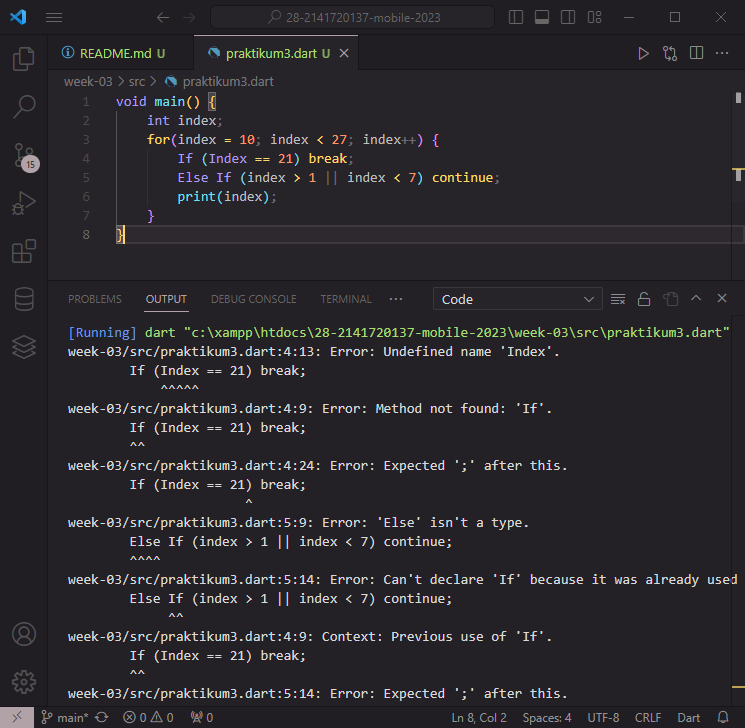 28-2141720137-mobile-2023
README.md U
praktikum3.dart U
week-03 > src > praktikum3.dart
1 void main() {
2 int index;
3 for(index = 10; index < 27; index++) {
4 If (Index == 21) break;
5 Else If (index > 1 || index < 7) continue;
6 print(index);
7 }
8 }
15
PROBLEMS OUTPUT DEBUG CONSOLE TERMINAL ··· Code
[Running] dart "c:\xampp\htdocs\28-2141720137-mobile-2023\week-03\src\praktikum3.dart"
week-03/src/praktikum3.dart:4:13: Error: Undefined name 'Index'.
If (Index == 21) break;
^^^^^
week-03/src/praktikum3.dart:4:9: Error: Method not found: 'If'.
If (Index == 21) break;
^^
week-03/src/praktikum3.dart:4:24: Error: Expected ';' after this.
If (Index == 21) break;
^
week-03/src/praktikum3.dart:5:9: Error: 'Else' isn't a type.
Else If (index > 1 || index < 7) continue;
^^^^
week-03/src/praktikum3.dart:5:14: Error: Can't declare 'If' because it was already used
Else If (index > 1 || index < 7) continue;
^^
week-03/src/praktikum3.dart:4:9: Context: Previous use of 'If'.
If (Index == 21) break;
^^
week-03/src/praktikum3.dart:5:14: Error: Expected ';' after this.
main* 0 0 0 Ln 8, Col 2 Spaces: 4 UTF-8 CRLF Dart